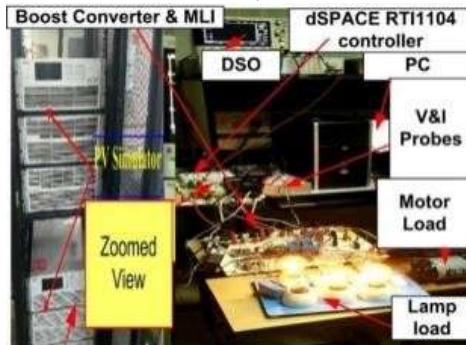 Boost Converter & MLI
dSPACE RTI1104
controller
DSO
PC
V&I
Probes
PV Simulator
Motor
Load
Zoomed
View
Lamp
load